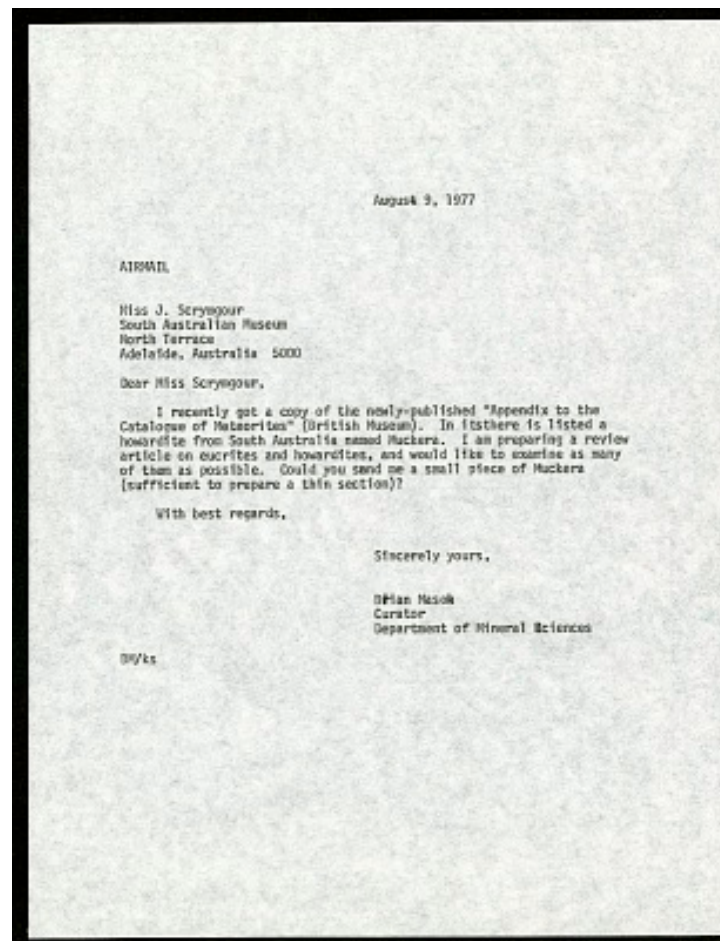 August 9, 1977
AIRMAIL
Miss J. Scrymgour
South Australian Museum
North Terrace
Adelaide, Australia 5000
Dear Miss Scrymgour,
I recently got a copy of the newly-published "Appendix to the
Catalogue of Meteorites" (British Museum). In itsthere is listed a
howardite from South Australia named Muckera. I am preparing a review
article on eucrites and howardites, and would like to examine as many
of them as possible. Could you send me a small piece of Muckera
(sufficient to prepare a thin section)?
With best regards,
Sincerely yours,
Brian Mason
Curator
Department of Mineral Sciences
BM/ks